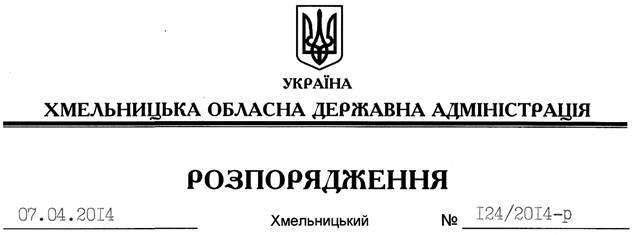 УКРАЇНА
ХМЕЛЬНИЦЬКА ОБЛАСНА ДЕРЖАВНА АДМІНІСТРАЦІЯ
РОЗПОРЯДЖЕННЯ
07.04.2014 Хмельницький № 124/2014-р